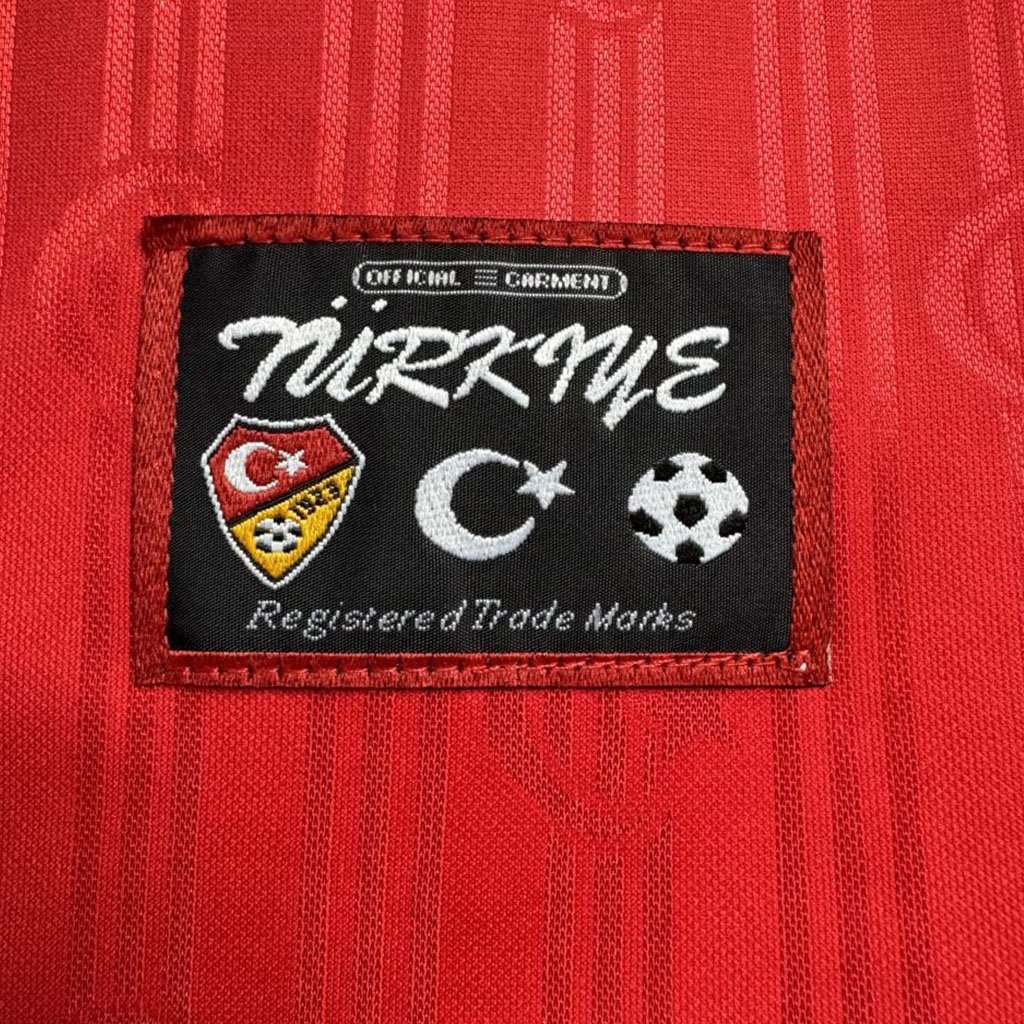 OFFICIAL GARMENT
TÜRKIYE
1923
Registered Trade Marks